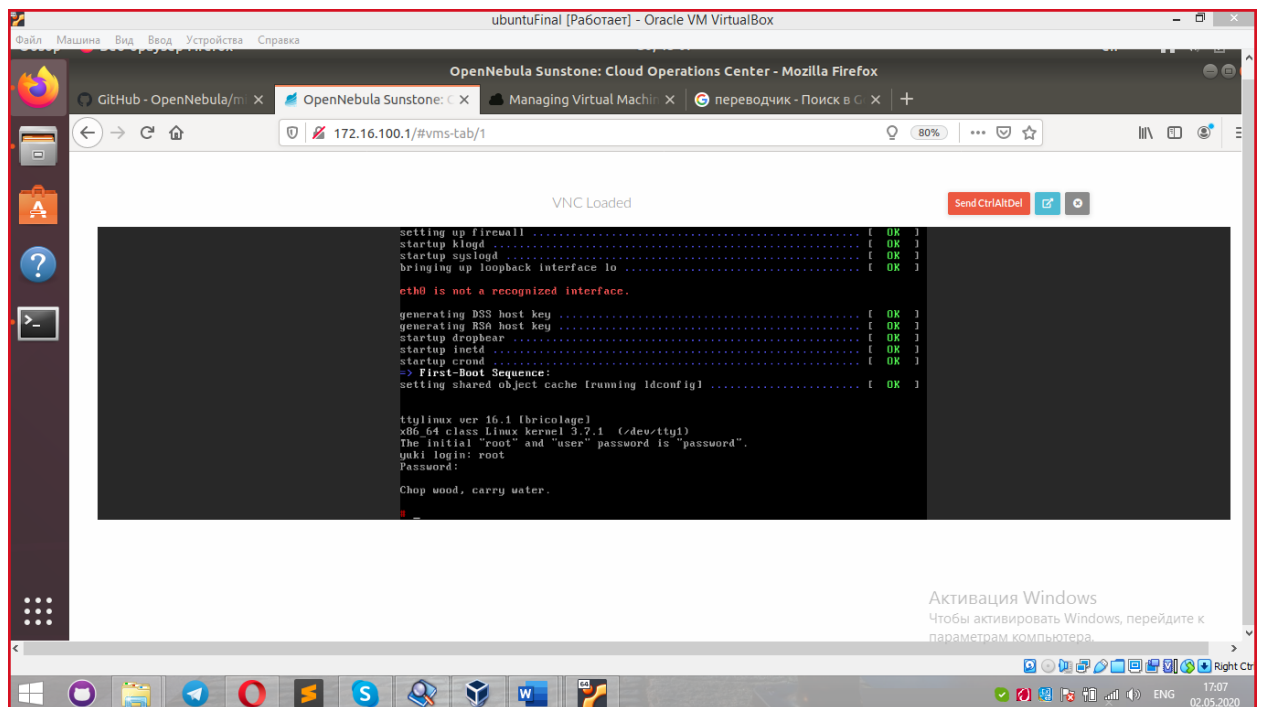 ubuntuFinal [Работает] - Oracle VM VirtualBox
Файл Машина Вид Ввод Устройства Справка
OpenNebula Sunstone: Cloud Operations Center - Mozilla Firefox
GitHub - OpenNebula/mi
OpenNebula Sunstone: C
Managing Virtual Machin
переводчик - Поиск в G
172.16.100.1/#vms-tab/1
80%
VNC Loaded
Send CtrlAltDel
setting up firewall ........................................................ [ OK ]
startup klogd .............................................................. [ OK ]
startup syslogd ............................................................ [ OK ]
bringing up loopback interface lo .......................................... [ OK ]
eth0 is not a recognized interface.
generating DSS host key .................................................... [ OK ]
generating RSA host key .................................................... [ OK ]
startup dropbear ........................................................... [ OK ]
startup inetd .............................................................. [ OK ]
startup crond .............................................................. [ OK ]
=> First-Boot Sequence:
setting shared object cache [running ldconfig] ............................. [ OK ]
ttylinux ver 16.1 [bricolage]
x86_64 class Linux kernel 3.7.1 (/dev/tty1)
The initial "root" and "user" password is "password".
yuki login: root
Password:
Chop wood, carry water.
# _
Активация Windows
Чтобы активировать Windows, перейдите к
параметрам компьютера.
Right Ctr
ENG
17:07
02.05.2020